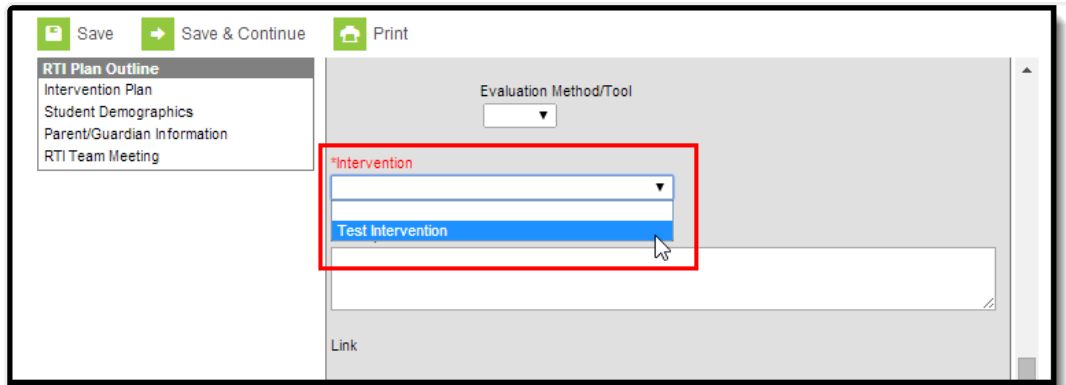 Save Save & Continue Print
RTI Plan Outline
Intervention Plan
Student Demographics
Parent/Guardian Information
RTI Team Meeting
Evaluation Method/Tool
*Intervention
Test Intervention
Link